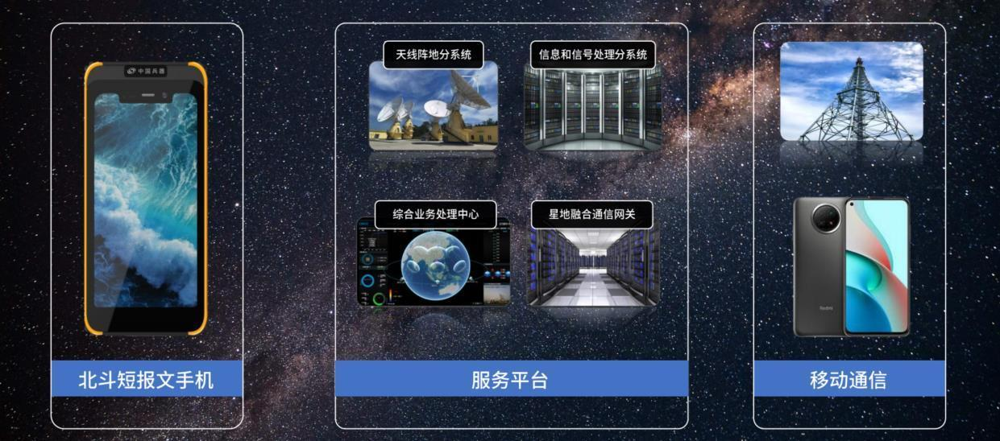 中国兵器
北斗短报文手机
天线阵地分系统
信息和信号处理分系统
综合业务处理中心
星地融合通信网关
服务平台
Redmi
移动通信